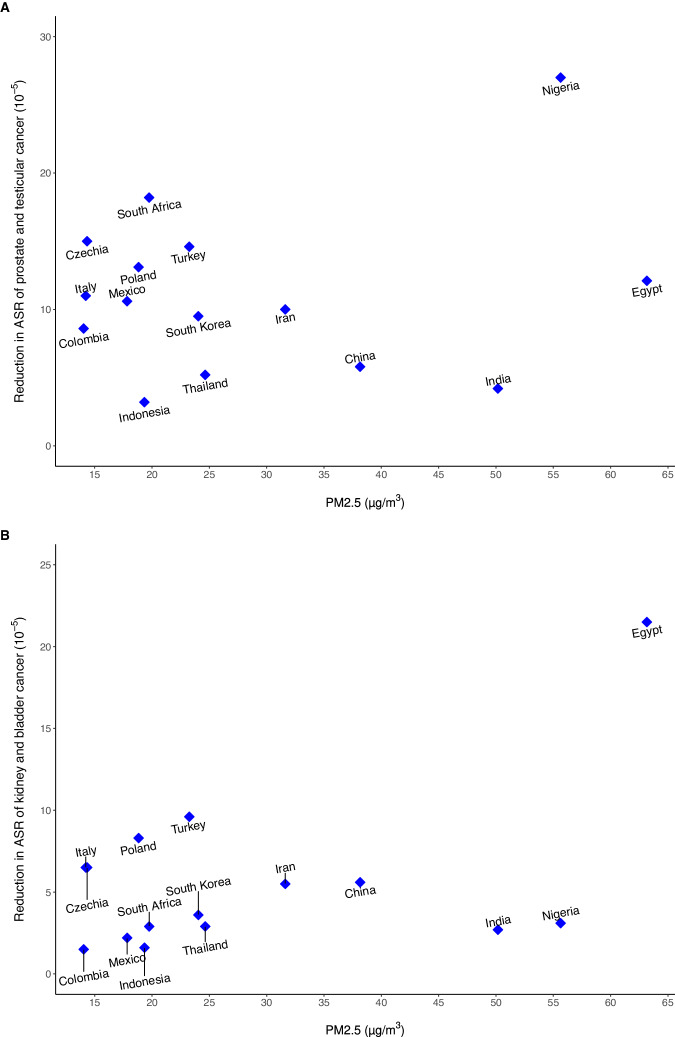 A
Reduction in ASR of prostate and testicular cancer (10⁻⁵)
30
20
10
0
Nigeria
South Africa
Czechia
Turkey
Poland
Italy
Mexico
Egypt
Colombia
South Korea
Iran
China
Thailand
India
Indonesia
15 20 25 30 35 40 45 50 55 60 65
PM2.5 (µg/m³)
B
Reduction in ASR of kidney and bladder cancer (10⁻⁵)
25
20
15
10
5
0
Egypt
Turkey
Italy
Poland
Iran
South Korea
China
Czechia
South Africa
Nigeria
India
Thailand
Mexico
Colombia
Indonesia
15 20 25 30 35 40 45 50 55 60 65
PM2.5 (µg/m³)